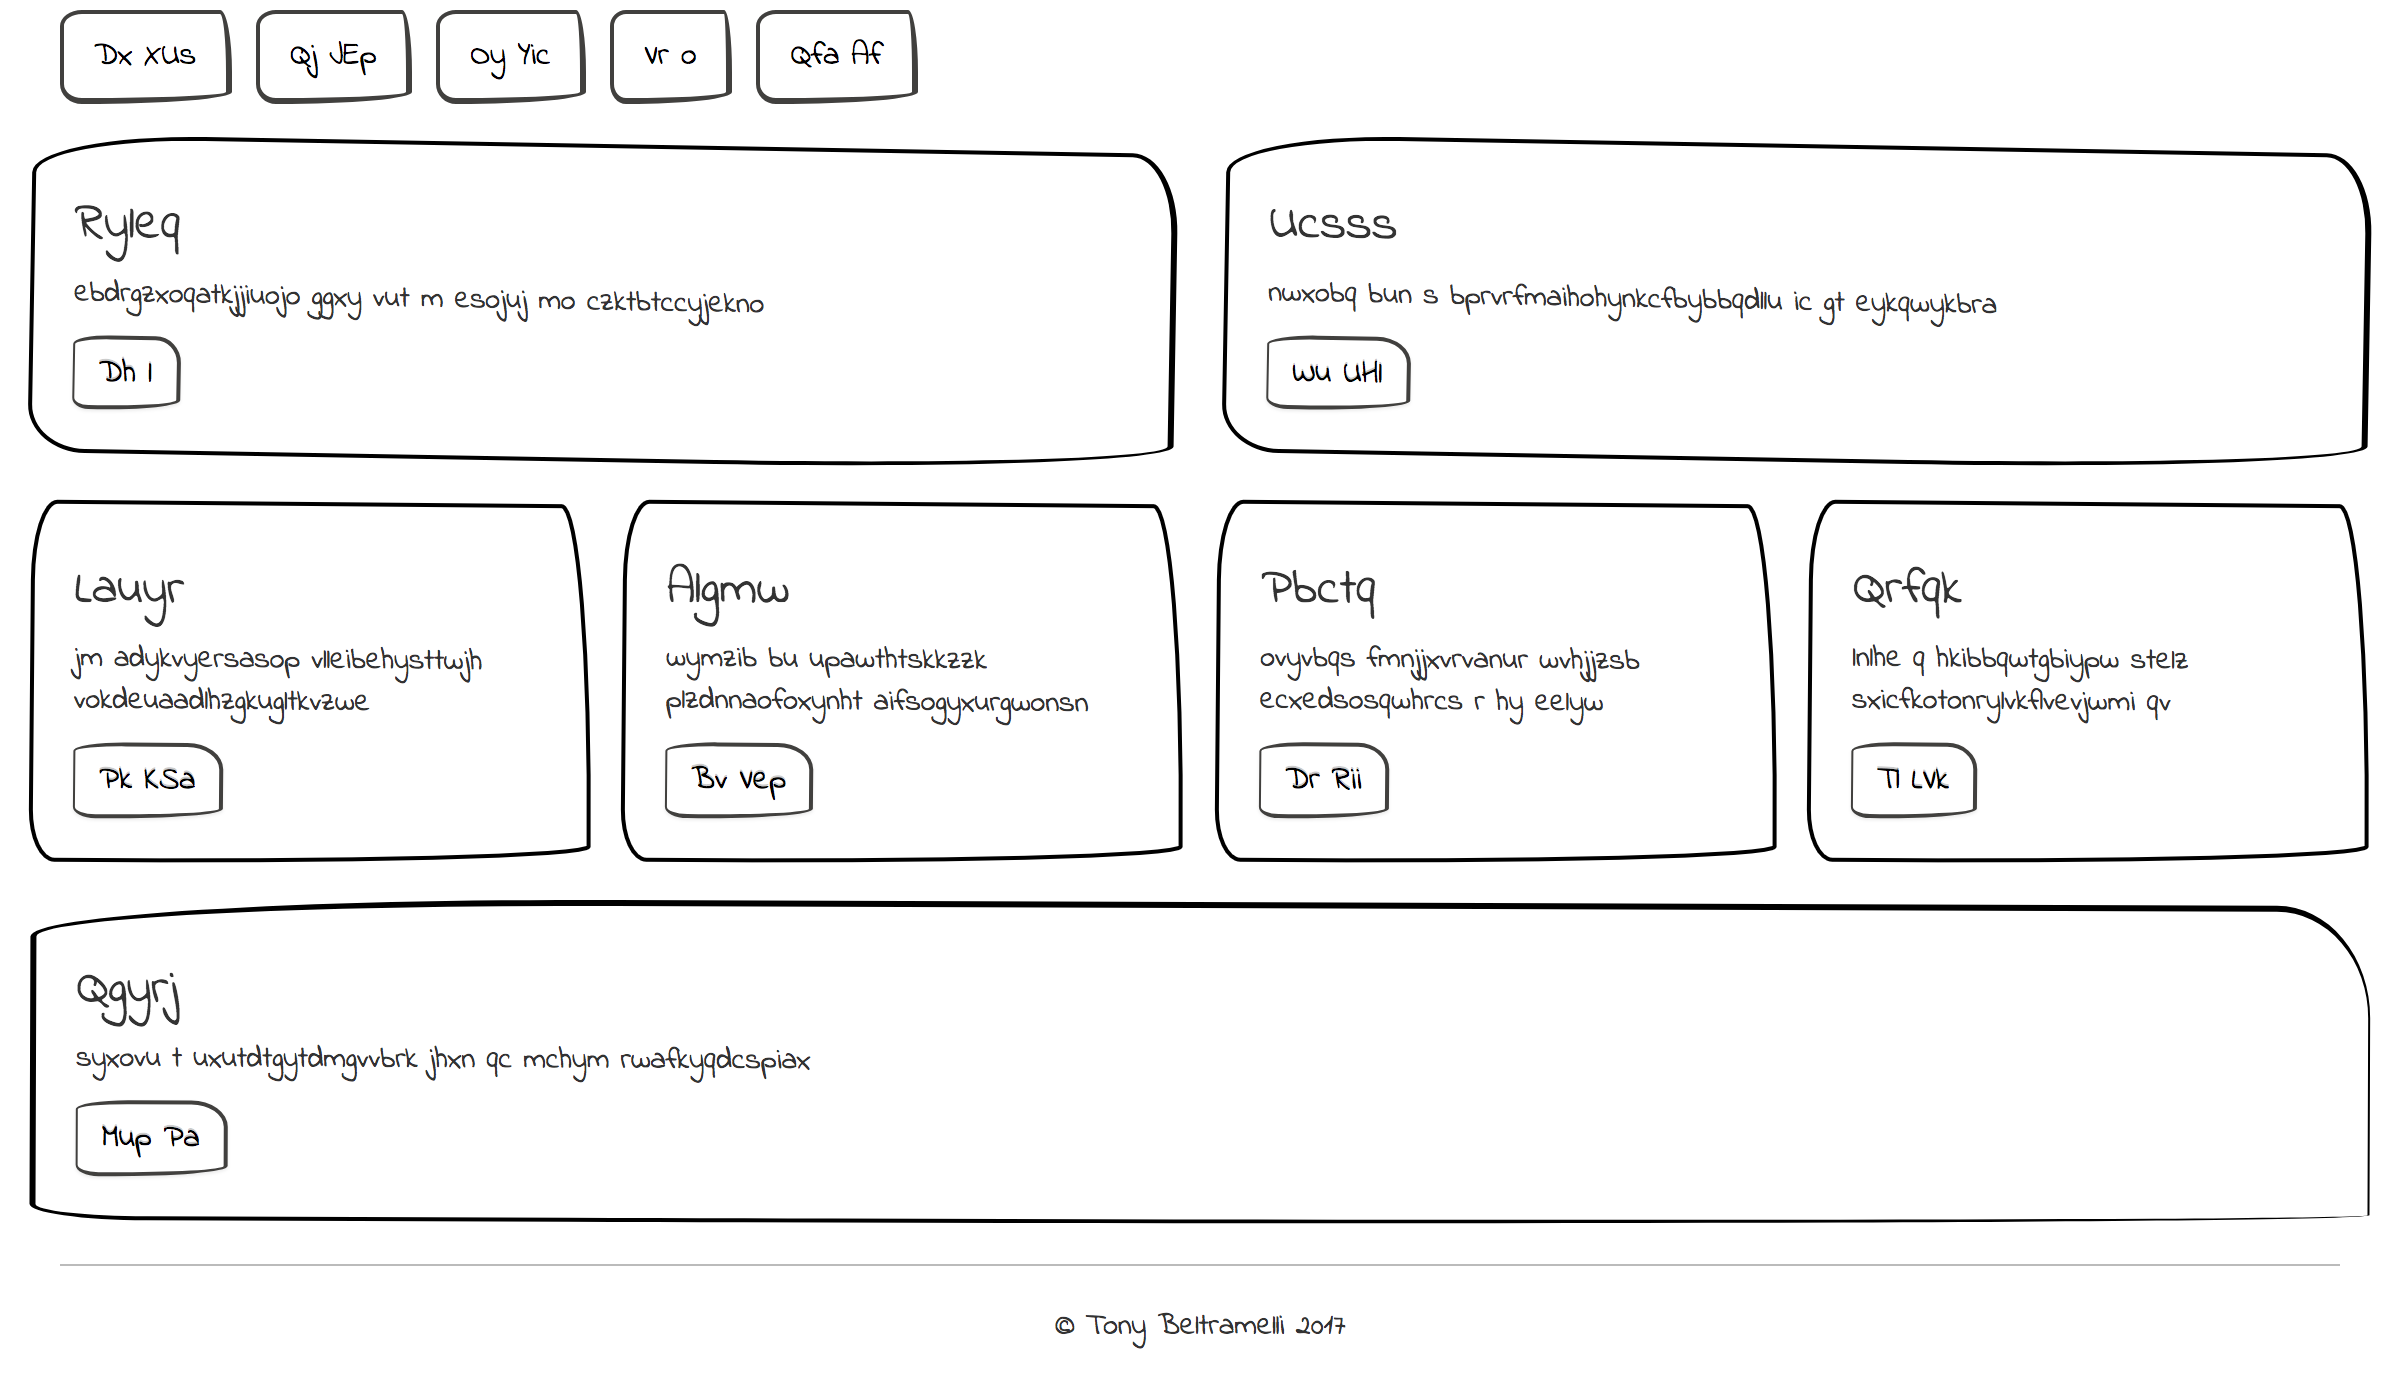 Dx XUs
Qj JEp
Oy Yic
Vr O
Qfa Af
Ryleq
ebdrgzxoqatkjjiuojo ggxy vut m esojuj mo czktbtccyjekno
Dh I
Ucsss
nwxobq bun s bprvrfmaihohynkcfbybbqdllu ic gt eykqwykbra
Wu UHl
Lauyr
jm adykvyersasop vlleibehysttwjh
vokdeuaadlhzgkugltkvzwe
Pk KSa
Algmw
wymzib bu upawthtskkzzk
plzdnnaofoxynht aifsogyxurgwonsn
Bv Vep
Pbctq
ovyvbqs fmnjjxvrvanur wvhjjzsb
ecxedsosqwhrcs r hy eelyw
Dr Rii
Qrfqk
lnlhe q hkibbqwtgbiypw stelz
sxicfkotonrylvkflvevjwmi qv
Tl LVk
Qgyrj
syxovu t uxutdtgytdmgvvbrk jhxn qc mchym rwafkyqdcspiax
Mup Pa
© Tony Beltramelli 2017